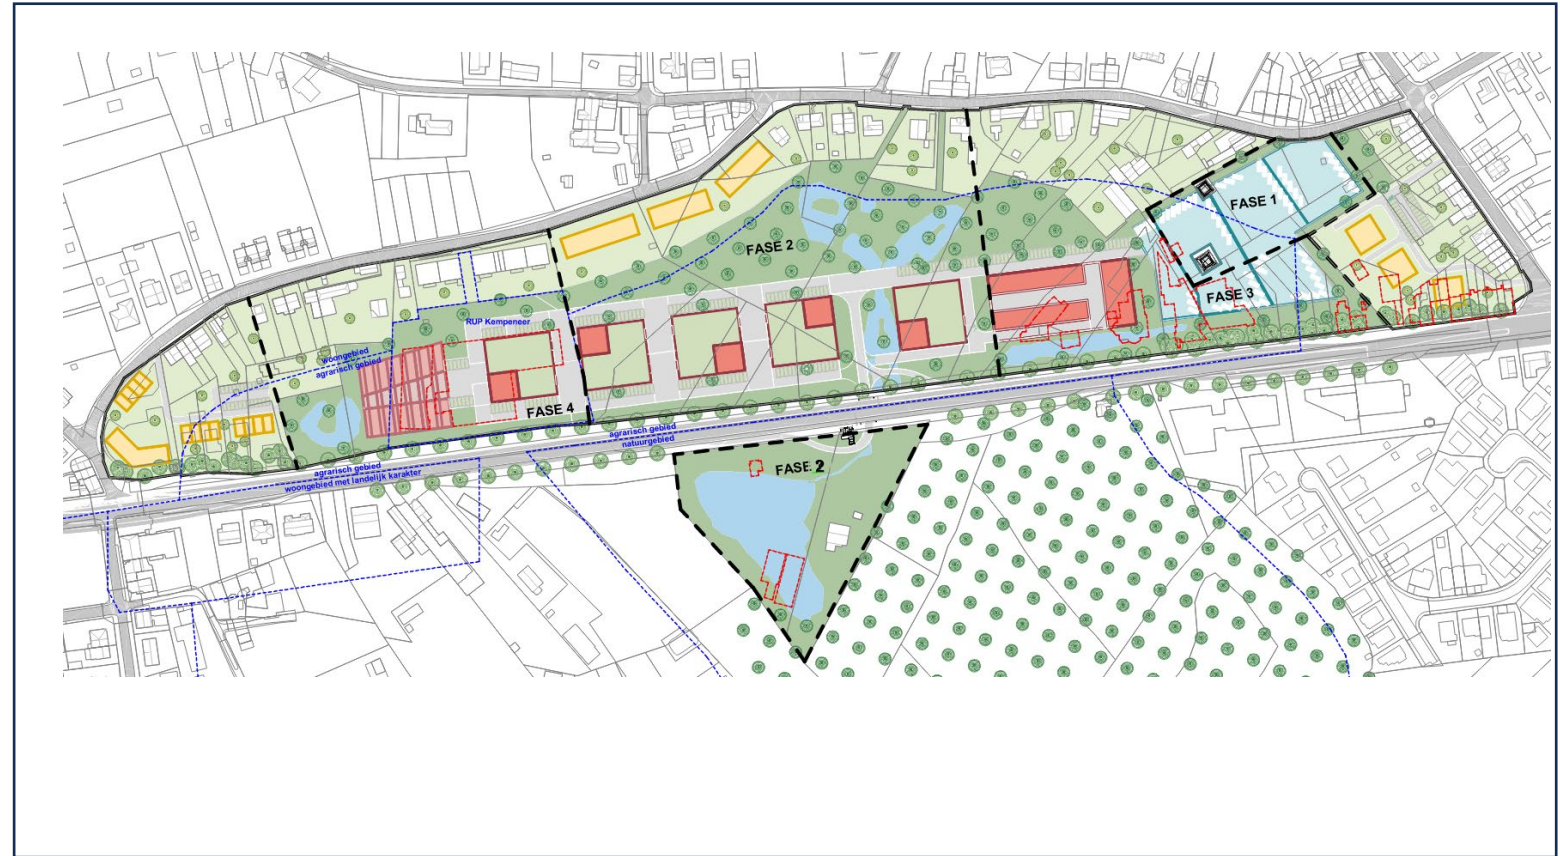 FASE 1
FASE 2
FASE 3
RUP Kempeneer
woongebied
agrarisch gebied
FASE 4
agrarisch gebied
natuurgebied
agrarisch gebied
woongebied met landelijk karakter
FASE 2